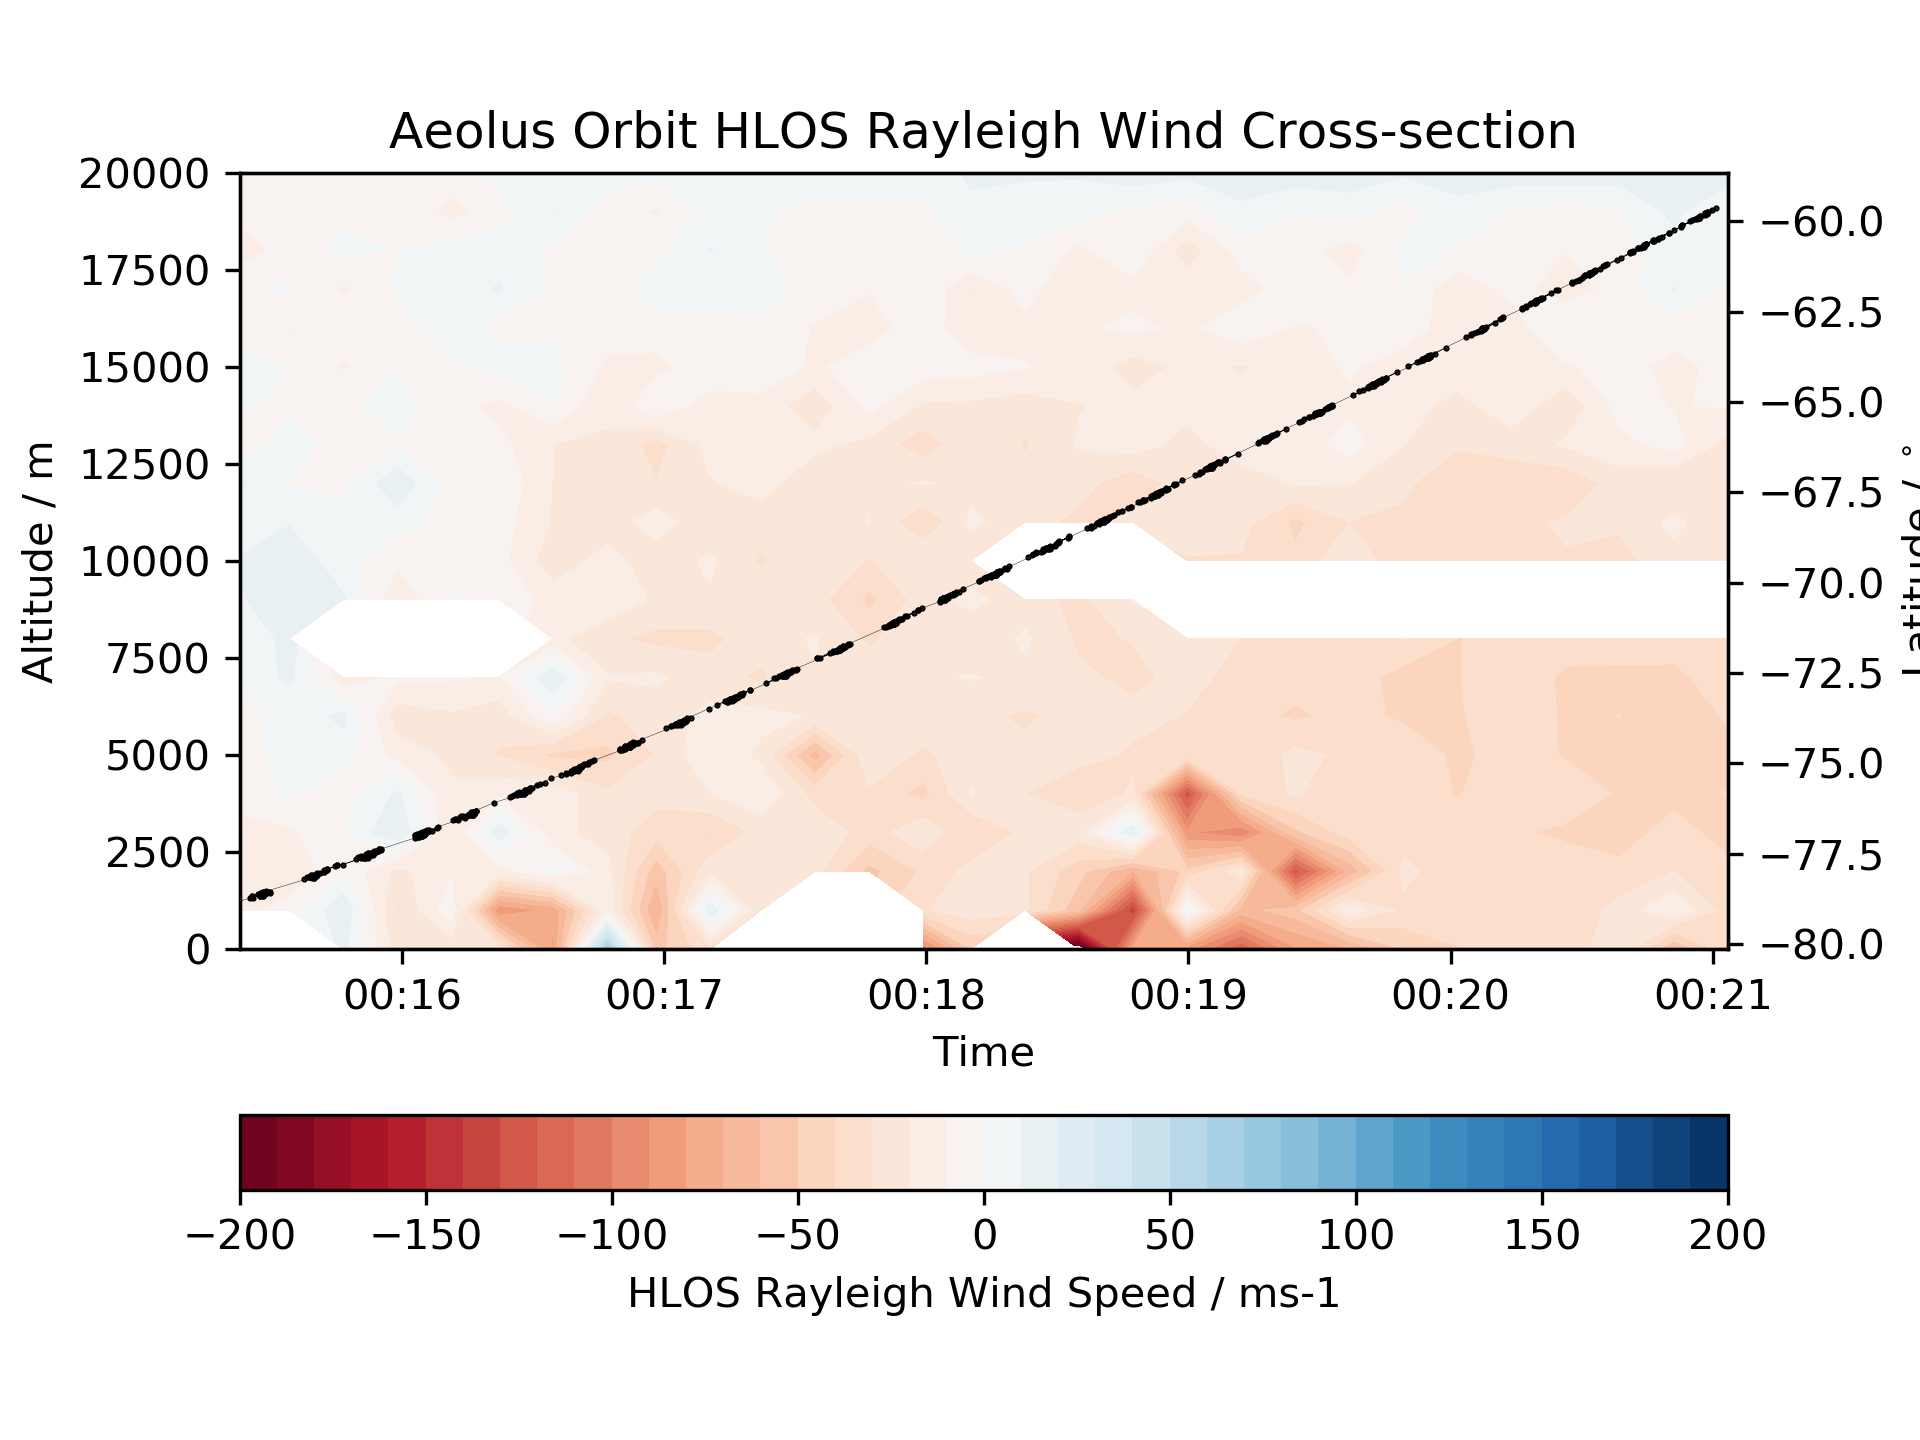 Aeolus Orbit HLOS Rayleigh Wind Cross-section
20000
17500
15000
12500
10000
7500
5000
2500
0
Altitude / m
−60.0
−62.5
−65.0
−67.5
−70.0
−72.5
−75.0
−77.5
−80.0
Latitude / °
00:16 00:17 00:18 00:19 00:20 00:21
Time
−200 −150 −100 −50 0 50 100 150 200
HLOS Rayleigh Wind Speed / ms-1